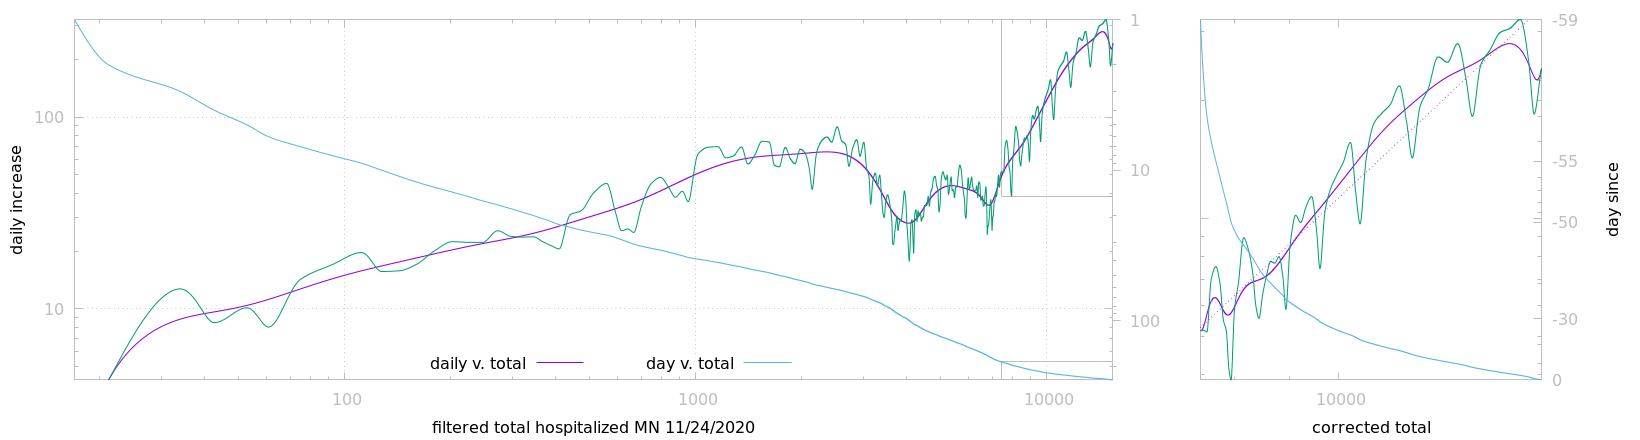 1
-59
100
daily increase
10
-55
-50
day since
10
100
-30
daily v. total
day v. total
0
100
1000
10000
10000
filtered total hospitalized MN 11/24/2020
corrected total